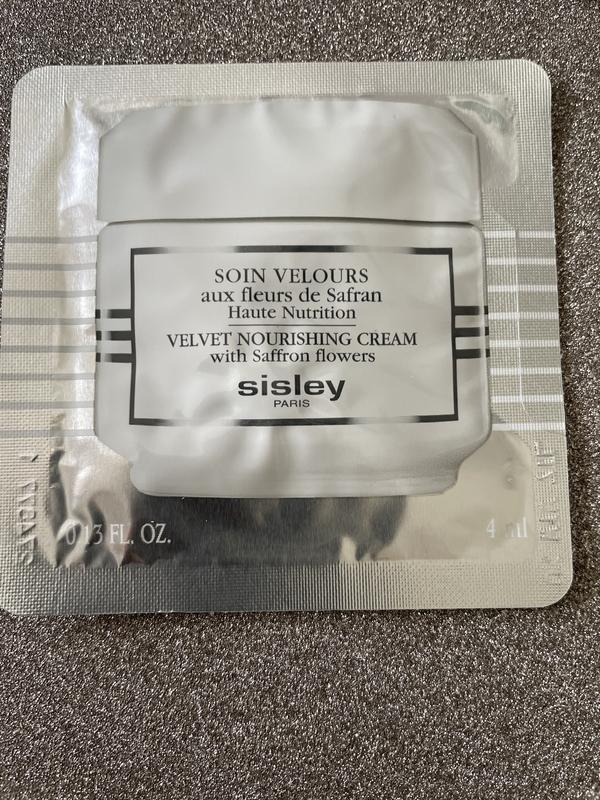 SOIN VELOURS
aux fleurs de Safran
Haute Nutrition
VELVET NOURISHING CREAM
with Saffron flowers
sisley
PARIS
0.13 FL. OZ.
4 ml